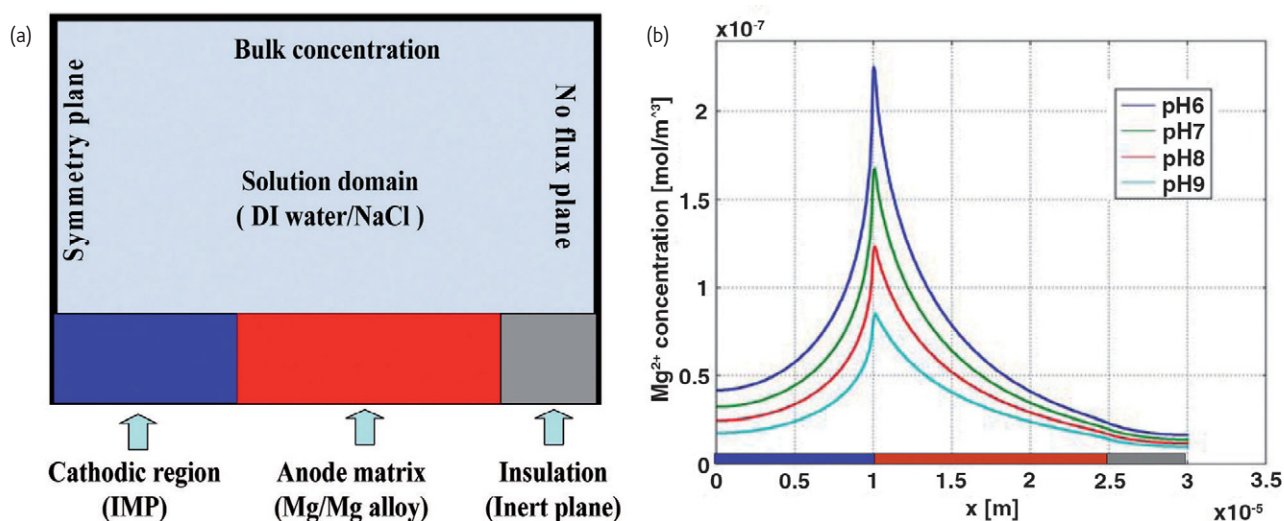 (a)
Bulk concentration
Symmetry plane
No flux plane
Solution domain
( DI water/NaCl )
Cathodic region
(IMP)
Anode matrix
(Mg/Mg alloy)
Insulation
(Inert plane)
(b)
x10⁻⁷
Mg²⁺ concentration [mol/m^³]
2
1.5
1
0.5
0
pH6
pH7
pH8
pH9
0 0.5 1 1.5 2 2.5 3 3.5
x [m]
x10⁻⁵